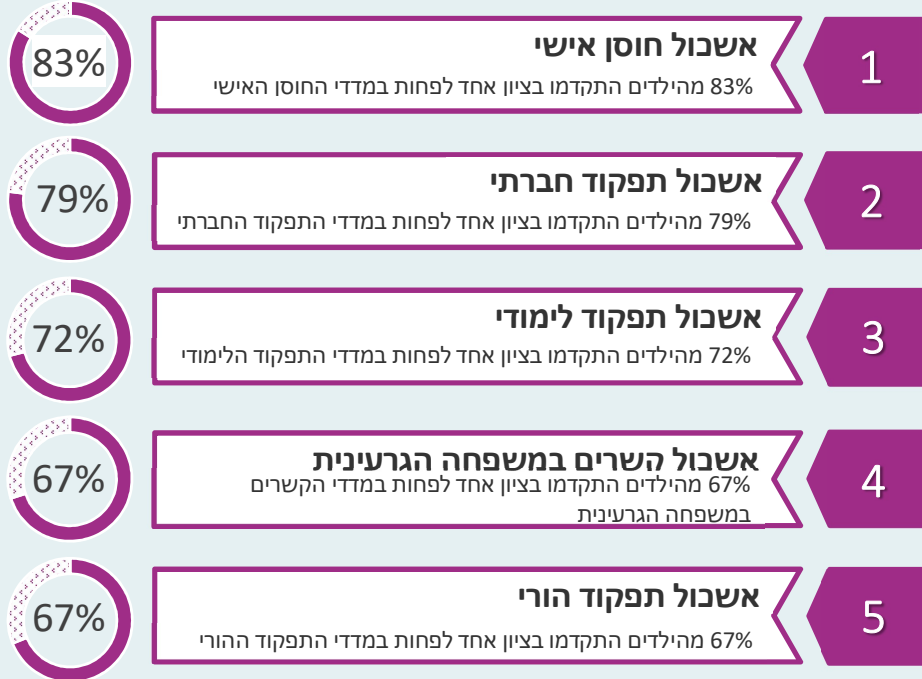 1
אשכול חוסן אישי
83% מהילדים התקדמו בציון אחד לפחות במדדי החוסן האישי
83%
2
אשכול תפקוד חברתי
79% מהילדים התקדמו בציון אחד לפחות במדדי התפקוד החברתי
79%
3
אשכול תפקוד לימודי
72% מהילדים התקדמו בציון אחד לפחות במדדי התפקוד הלימודי
72%
4
אשכול קשרים במשפחה הגרעינית
67% מהילדים התקדמו בציון אחד לפחות במדדי הקשרים
במשפחה הגרעינית
67%
5
אשכול תפקוד הורי
67% מהילדים התקדמו בציון אחד לפחות במדדי התפקוד ההורי
67%